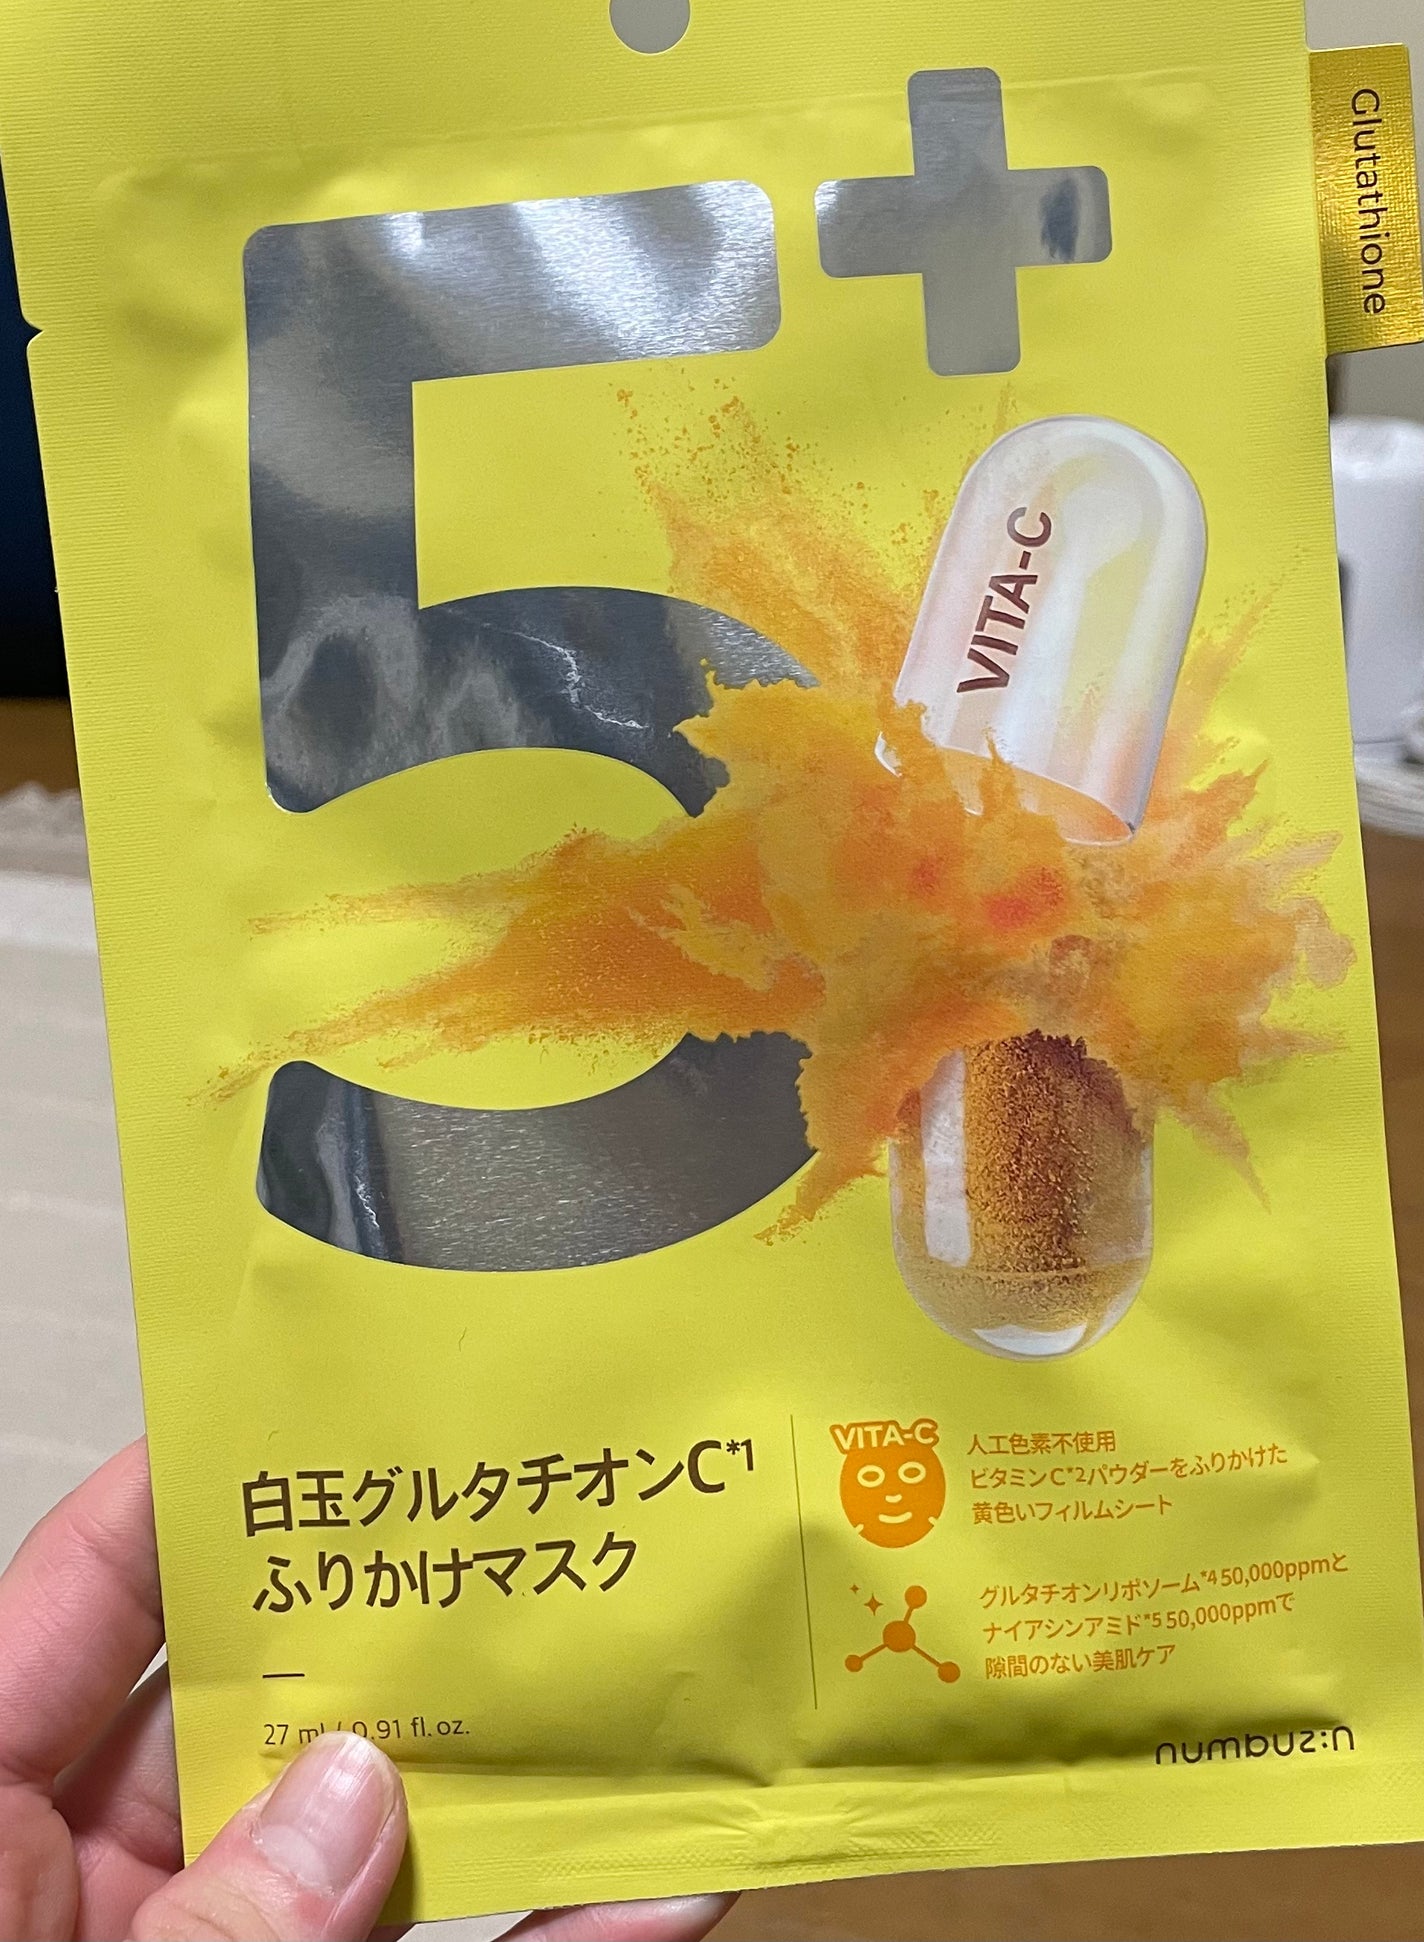 Glutathione
5+
VITA-C
白玉グルタチオンC*1
ふりかけマスク
27 ml / 0.91 fl. oz.
VITA-C
人工色素不使用
ビタミンC*2パウダーをふりかけた
黄色いフィルムシート
グルタチオンリポソーム*4 50,000ppmと
ナイアシンアミド*5 50,000ppmで
隙間のない美肌ケア
numbuz:n